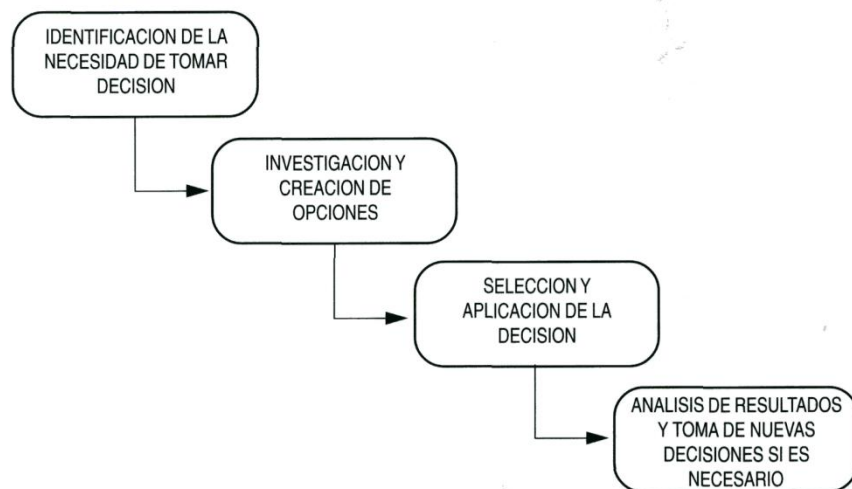 IDENTIFICACION DE LA
NECESIDAD DE TOMAR
DECISION
INVESTIGACION Y
CREACION DE
OPCIONES
SELECCION Y
APLICACION DE LA
DECISION
ANALISIS DE RESULTADOS
Y TOMA DE NUEVAS
DECISIONES SI ES
NECESARIO